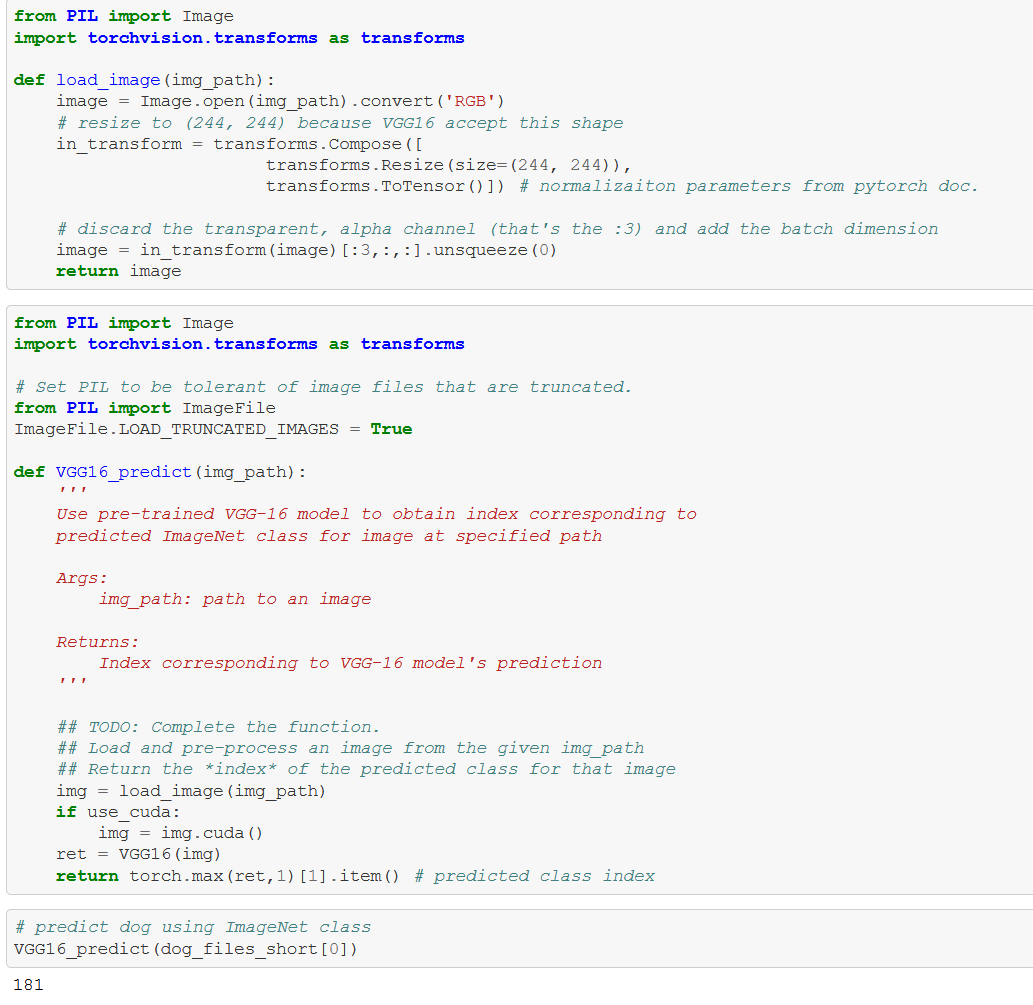 from PIL import Image
import torchvision.transforms as transforms

def load_image(img_path):
    image = Image.open(img_path).convert('RGB')
    # resize to (244, 244) because VGG16 accept this shape
    in_transform = transforms.Compose([
                        transforms.Resize(size=(244, 244)),
                        transforms.ToTensor()]) # normalizaiton parameters from pytorch doc.

    # discard the transparent, alpha channel (that's the :3) and add the batch dimension
    image = in_transform(image)[:3,:,:].unsqueeze(0)
    return image

from PIL import Image
import torchvision.transforms as transforms

# Set PIL to be tolerant of image files that are truncated.
from PIL import ImageFile
ImageFile.LOAD_TRUNCATED_IMAGES = True

def VGG16_predict(img_path):
    '''
    Use pre-trained VGG-16 model to obtain index corresponding to
    predicted ImageNet class for image at specified path

    Args:
        img_path: path to an image

    Returns:
        Index corresponding to VGG-16 model's prediction
    '''

    ## TODO: Complete the function.
    ## Load and pre-process an image from the given img_path
    ## Return the *index* of the predicted class for that image
    img = load_image(img_path)
    if use_cuda:
        img = img.cuda()
    ret = VGG16(img)
    return torch.max(ret,1)[1].item() # predicted class index

# predict dog using ImageNet class
VGG16_predict(dog_files_short[0])

181